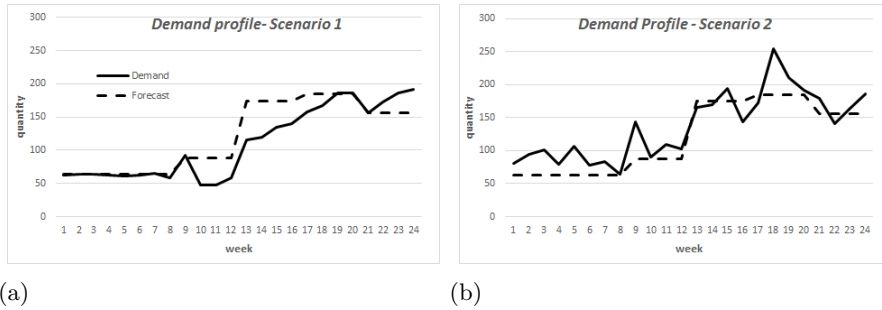 Demand profile- Scenario 1
300
250
200
150
100
50
0
quantity
Demand
Forecast
1 2 3 4 5 6 7 8 9 10 11 12 13 14 15 16 17 18 19 20 21 22 23 24
week
(a)
Demand Profile - Scenario 2
300
250
200
150
100
50
0
quantity
1 2 3 4 5 6 7 8 9 10 11 12 13 14 15 16 17 18 19 20 21 22 23 24
week
(b)